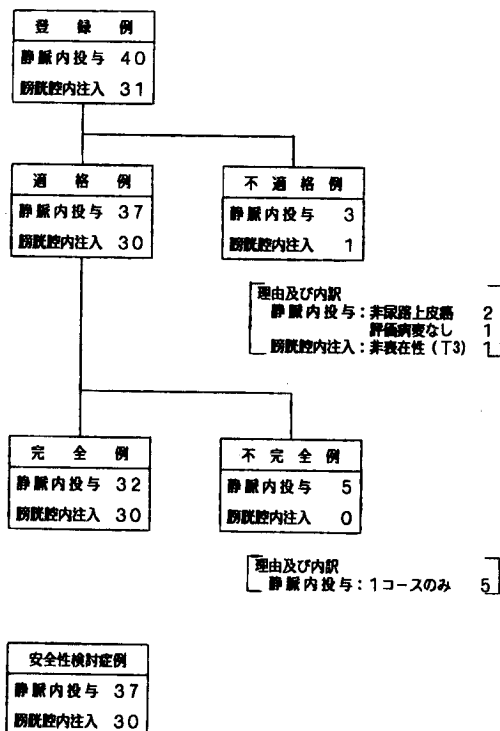 登録例
静脈内投与 40
膀胱腔内注入 31
適格例
静脈内投与 37
膀胱腔内注入 30
不適格例
静脈内投与 3
膀胱腔内注入 1
理由及び内訳
静脈内投与：非尿路上皮癌 2
評価病変なし 1
膀胱腔内注入：非表在性（T3） 1
完全例
静脈内投与 32
膀胱腔内注入 30
不完全例
静脈内投与 5
膀胱腔内注入 0
理由及び内訳
静脈内投与：1コースのみ 5
安全性検討症例
静脈内投与 37
膀胱腔内注入 30